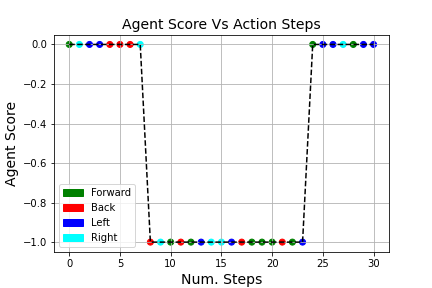 Agent Score Vs Action Steps
0.0
−0.2
−0.4
−0.6
−0.8
−1.0
Agent Score
Forward
Back
Left
Right
0 5 10 15 20 25 30
Num. Steps